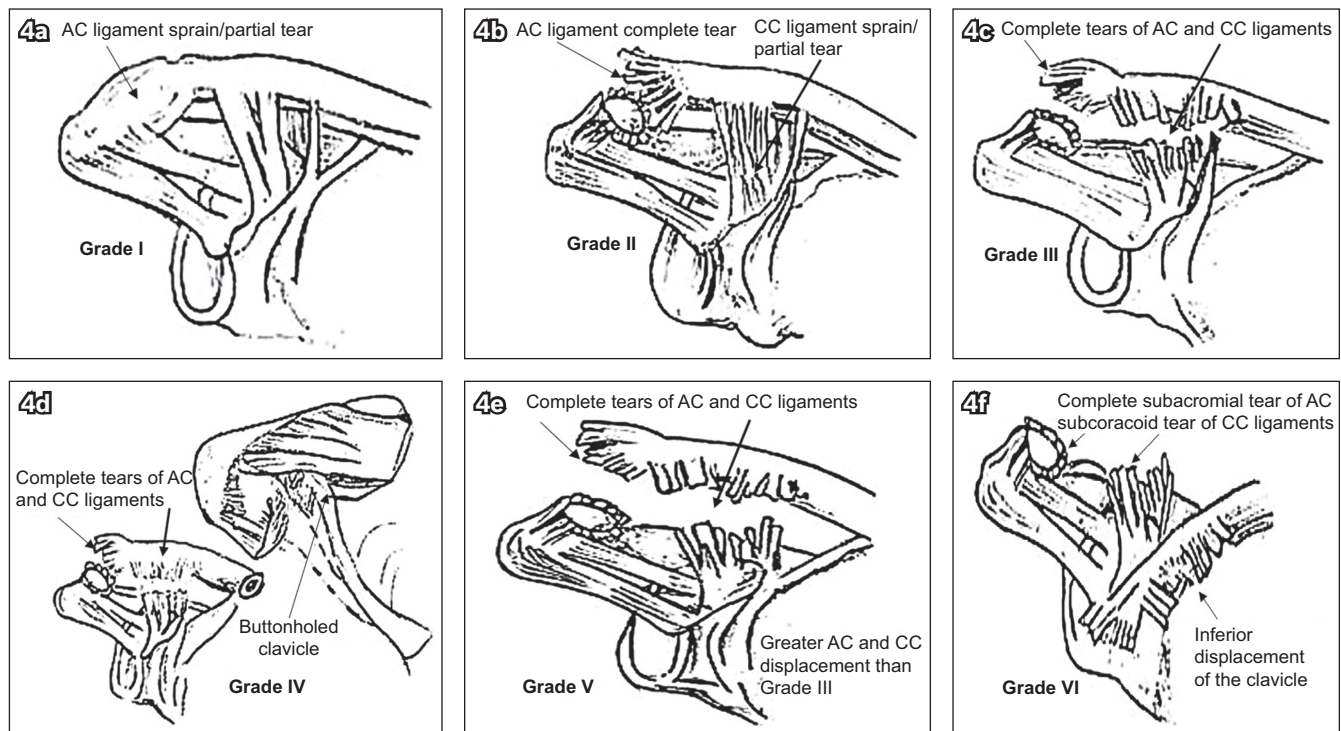 4a
AC ligament sprain/partial tear
Grade I
4b
AC ligament complete tear
CC ligament sprain/
partial tear
Grade II
4c
Complete tears of AC and CC ligaments
Grade III
4d
Complete tears of AC
and CC ligaments
Buttonholed
clavicle
Grade IV
4e
Complete tears of AC and CC ligaments
Greater AC and CC
displacement than
Grade III
Grade V
4f
Complete subacromial tear of AC
subcoracoid tear of CC ligaments
Inferior
displacement
of the clavicle
Grade VI